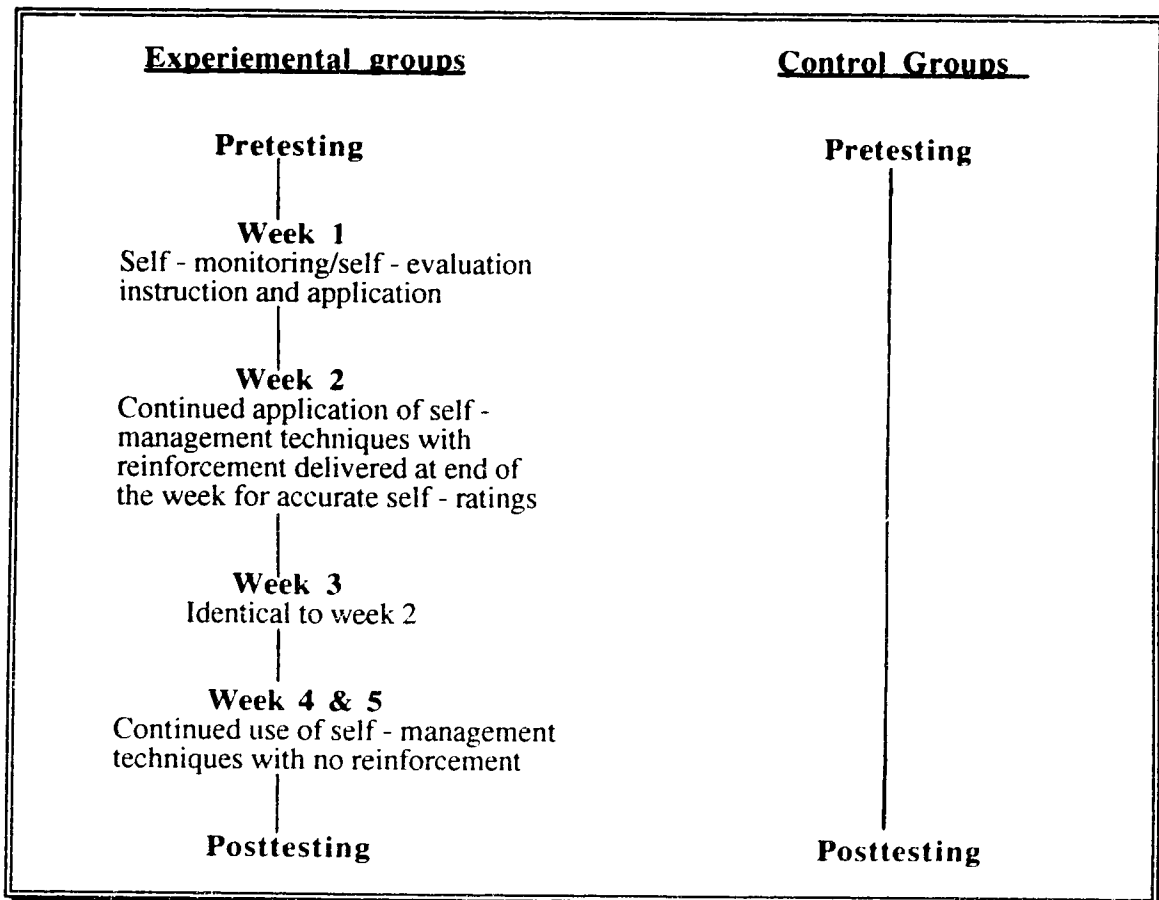 Experiemental groups
Pretesting
Week 1
Self - monitoring/self - evaluation
instruction and application
Week 2
Continued application of self -
management techniques with
reinforcement delivered at end of
the week for accurate self - ratings
Week 3
Identical to week 2
Week 4 & 5
Continued use of self - management
techniques with no reinforcement
Posttesting
Control Groups
Pretesting
Posttesting